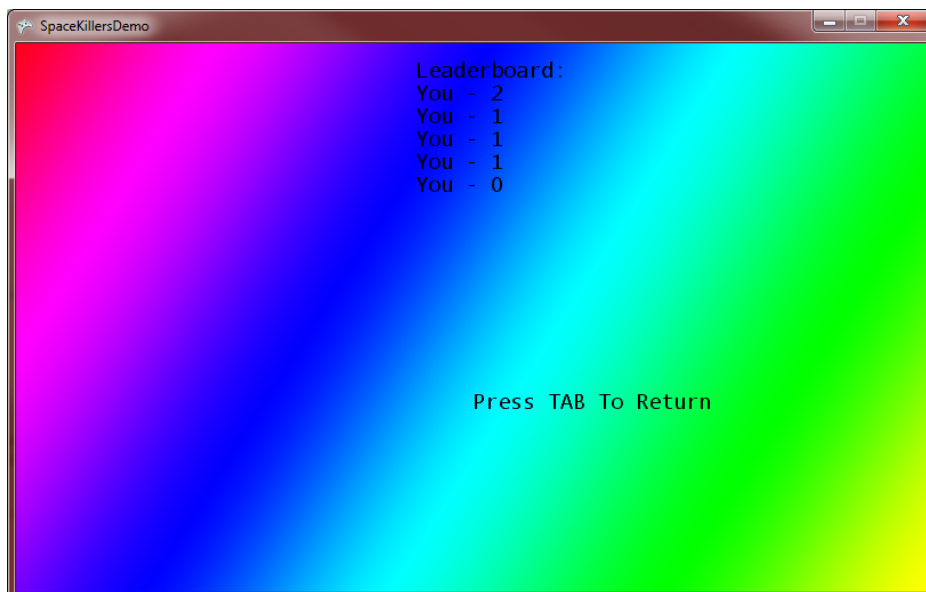 SpaceKillersDemo
Leaderboard:
You - 2
You - 1
You - 1
You - 1
You - 0
Press TAB To Return